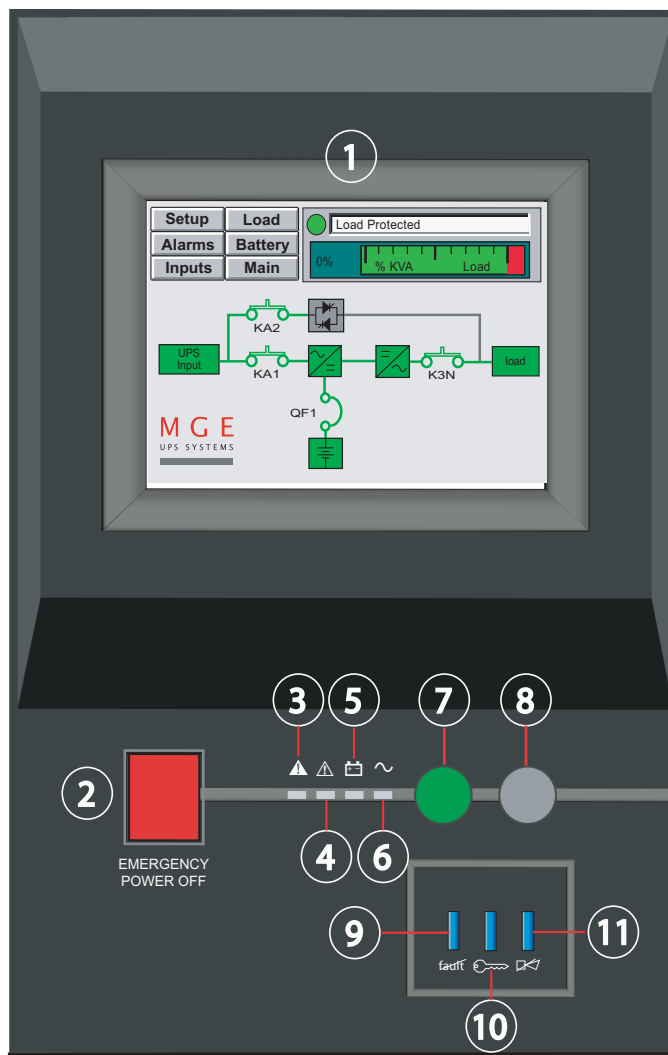 1
Setup
Load
Load Protected
Alarms
Battery
0%
% KVA
Load
Inputs
Main
KA2
UPS
Input
KA1
K3N
load
QF1
MGE
UPS SYSTEMS
3
5
7
8
2
4
6
EMERGENCY
POWER OFF
9
11
fault
10